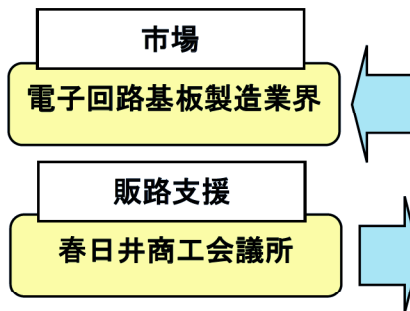 市場
電子回路基板製造業界
販路支援
春日井商工会議所